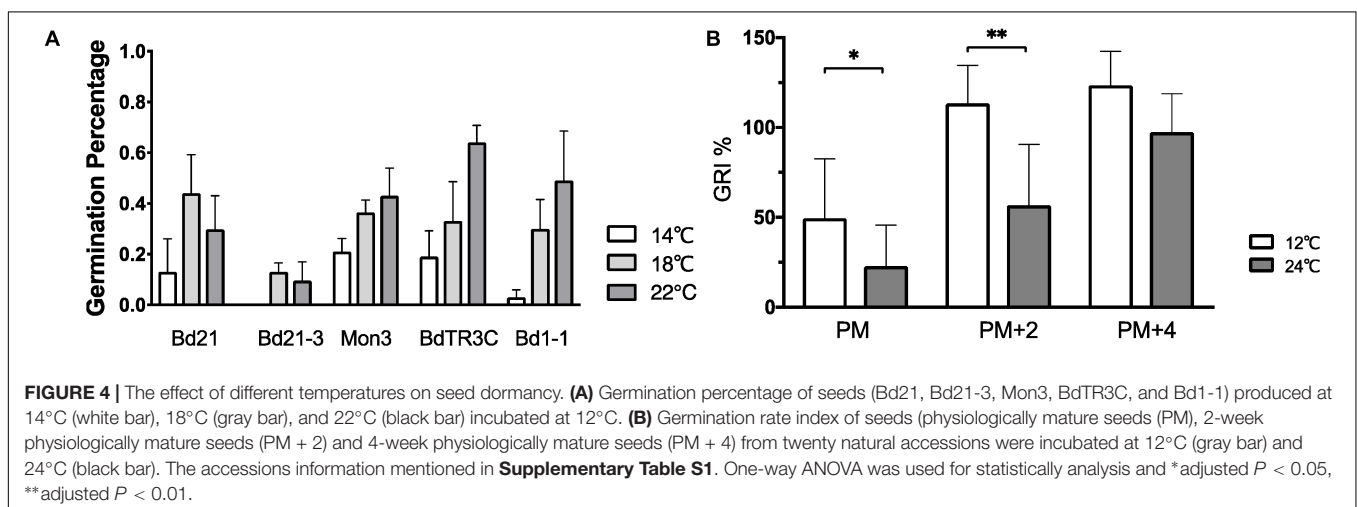 A
B
1.0
0.8
0.6
0.4
0.2
0.0
Germination Percentage
Bd21 Bd21-3 Mon3 BdTR3C Bd1-1
14℃
18℃
22°C
150
100
50
0
GRI %
*
**
PM PM+2 PM+4
12℃
24℃
FIGURE 4 | The effect of different temperatures on seed dormancy. (A) Germination percentage of seeds (Bd21, Bd21-3, Mon3, BdTR3C, and Bd1-1) produced at
14°C (white bar), 18°C (gray bar), and 22°C (black bar) incubated at 12°C. (B) Germination rate index of seeds (physiologically mature seeds (PM), 2-week
physiologically mature seeds (PM + 2) and 4-week physiologically mature seeds (PM + 4) from twenty natural accessions were incubated at 12°C (gray bar) and
24°C (black bar). The accessions information mentioned in Supplementary Table S1. One-way ANOVA was used for statistically analysis and *adjusted P < 0.05,
**adjusted P < 0.01.